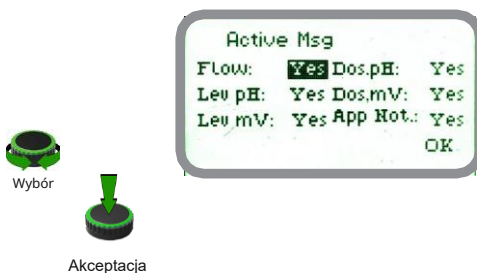 Active Msg
Flow: Yes Dos.pH: Yes
Lev pH: Yes Dos,mV: Yes
Lev mV: Yes App Not.: Yes
OK
Wybór
Akceptacja